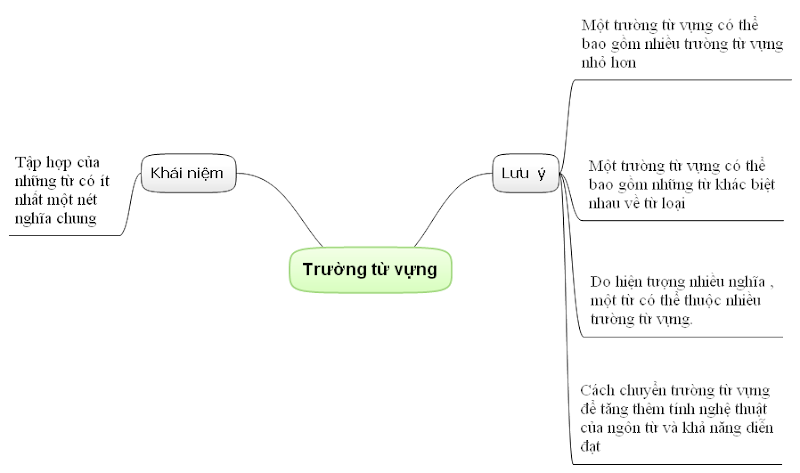 Trường từ vựng
Khái niệm
Tập hợp của
những từ có ít
nhất một nét
nghĩa chung
Lưu ý
Một trường từ vựng có thể
bao gồm nhiều trường từ vựng
nhỏ hơn
Một trường từ vựng có thể
bao gồm những từ khác biệt
nhau về từ loại
Do hiện tượng nhiều nghĩa ,
một từ có thể thuộc nhiều
trường từ vựng.
Cách chuyển trường từ vựng
để tăng thêm tính nghệ thuật
của ngôn từ và khả năng diễn
đạt